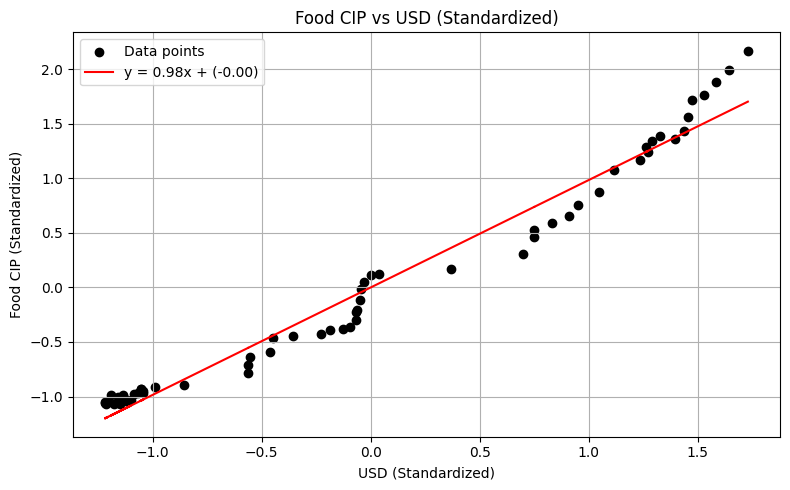 Food CIP vs USD (Standardized)
Data points
y = 0.98x + (-0.00)
Food CIP (Standardized)
2.0
1.5
1.0
0.5
0.0
−0.5
−1.0
−1.0 −0.5 0.0 0.5 1.0 1.5
USD (Standardized)